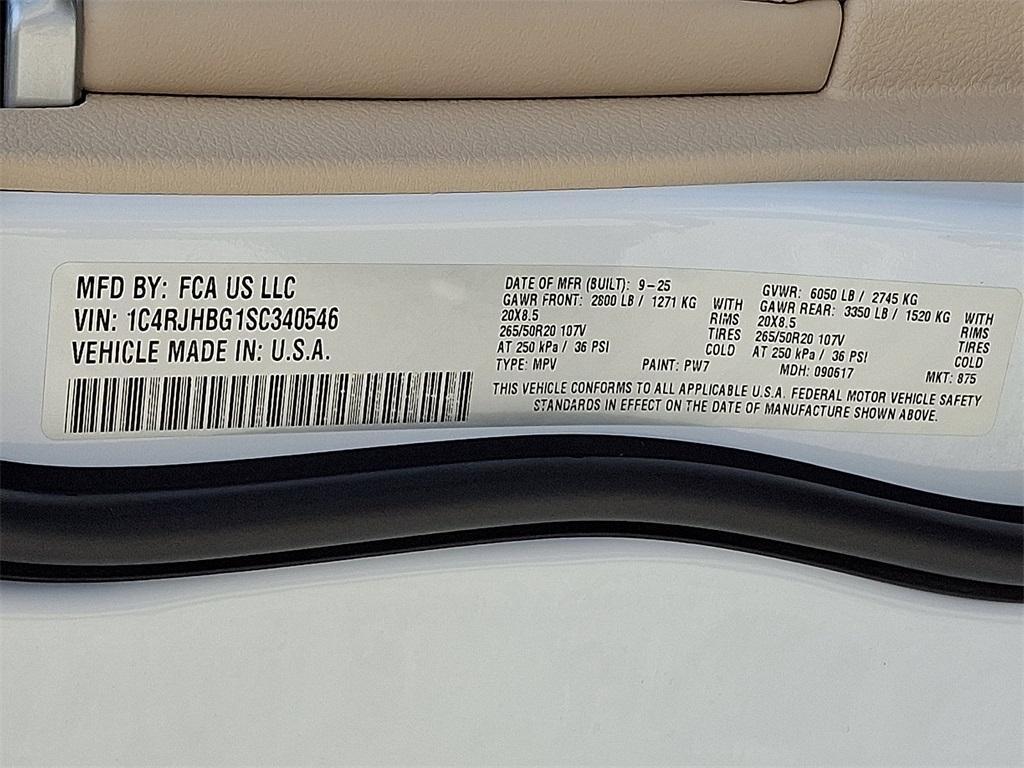 MFD BY: FCA US LLC
VIN: 1C4RJHBG1SC340546
VEHICLE MADE IN: U.S.A.
DATE OF MFR (BUILT): 9-25
GAWR FRONT: 2800 LB / 1271 KG WITH
20X8.5 RIMS
265/50R20 107V TIRES
AT 250 kPa / 36 PSI COLD
TYPE: MPV PAINT: PW7
GVWR: 6050 LB / 2745 KG
GAWR REAR: 3350 LB / 1520 KG WITH
20X8.5 RIMS
265/50R20 107V TIRES
AT 250 kPa / 36 PSI COLD
MDH: 090617 MKT: 875
THIS VEHICLE CONFORMS TO ALL APPLICABLE U.S.A. FEDERAL MOTOR VEHICLE SAFETY
STANDARDS IN EFFECT ON THE DATE OF MANUFACTURE SHOWN ABOVE.